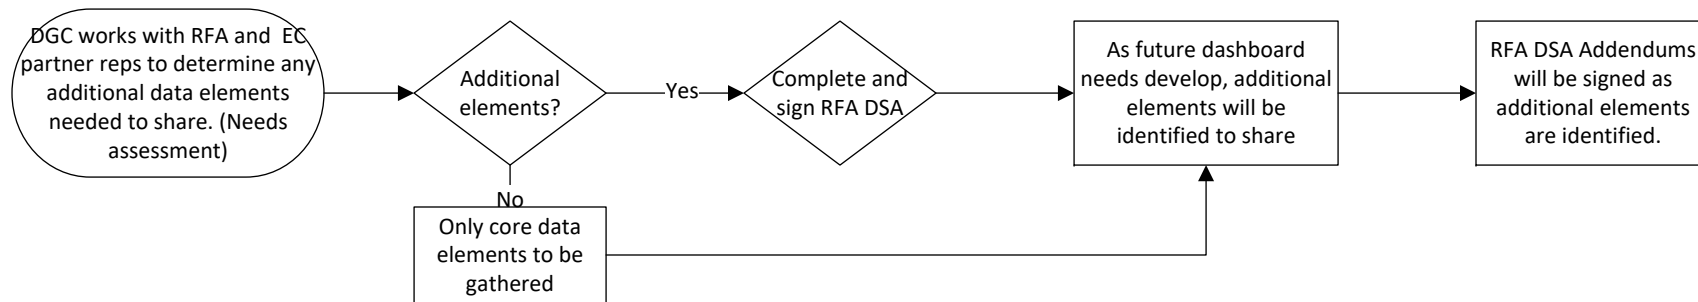 DGC works with RFA and  EC
partner reps to determine any
additional data elements
needed to share. (Needs
assessment)
Additional
elements?
Yes
Complete and
sign RFA DSA
As future dashboard
needs develop, additional
elements will be
identified to share
RFA DSA Addendums
will be signed as
additional elements
are identified.
No
Only core data
elements to be
gathered